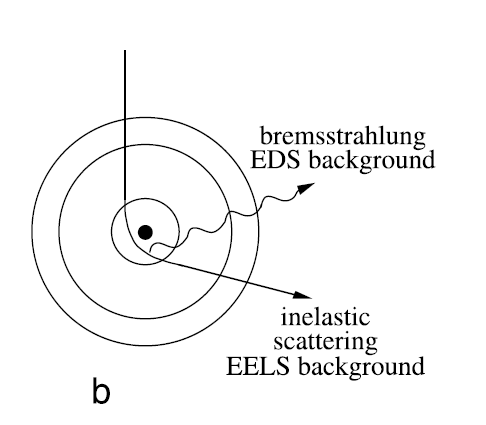 bremsstrahlung
EDS background
inelastic
scattering
EELS background
b